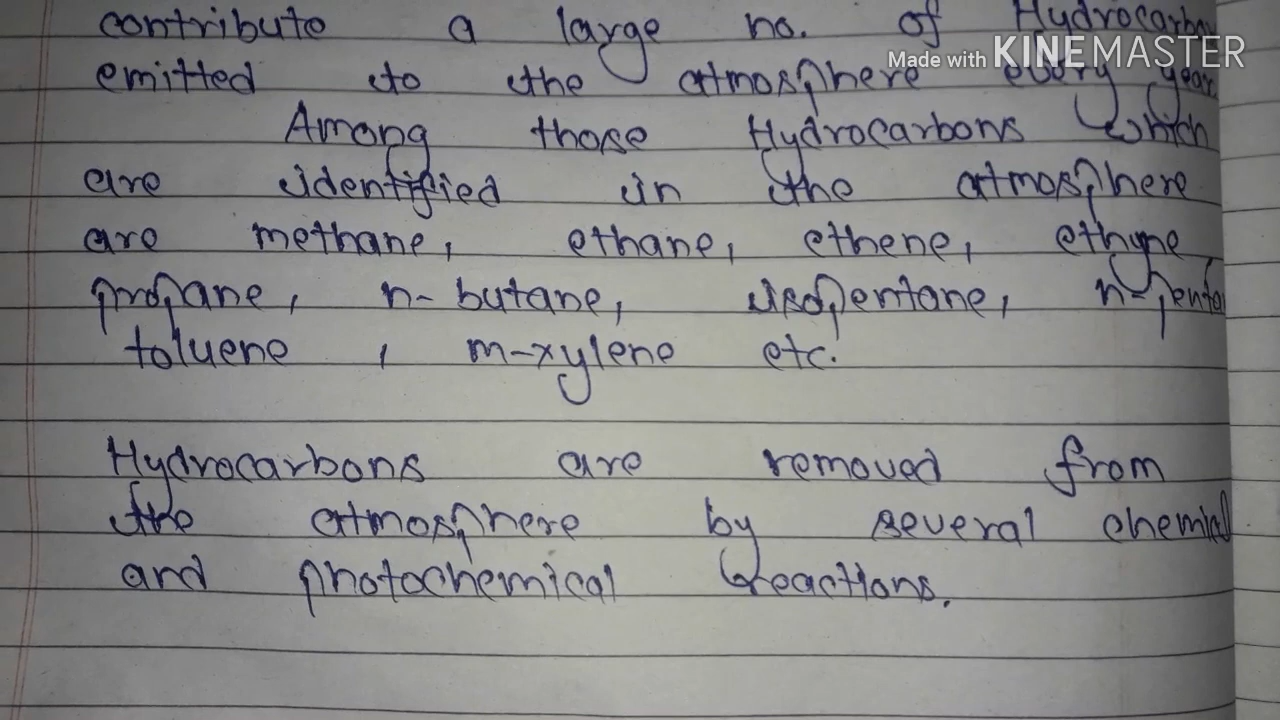 contribute a large no. of Hydrocarbon
Made with KINEMASTER
emitted to the atmosphere every year.
Among those Hydrocarbons which
are identified in the atmosphere
are methane, ethane, ethene, ethyne,
propane, n-butane, isopentane, n-penta
toluene, m-xylene etc.
Hydrocarbons are removed from
the atmosphere by several chemical
and photochemical reactions.